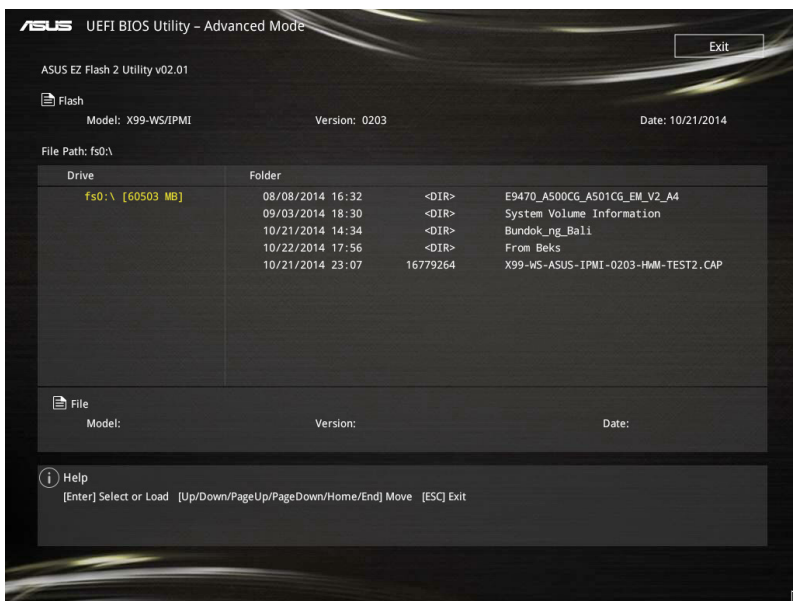 ASUS UEFI BIOS Utility – Advanced Mode
Exit
ASUS EZ Flash 2 Utility v02.01
Flash
Model: X99-WS/IPMI Version: 0203 Date: 10/21/2014
File Path: fs0:\
Drive Folder
fs0:\ [60503 MB] 08/08/2014 16:32 <DIR> E9470_A500CG_A501CG_EM_V2_A4
09/03/2014 18:30 <DIR> System Volume Information
10/21/2014 14:34 <DIR> Bundok_ng_Bali
10/22/2014 17:56 <DIR> From Beks
10/21/2014 23:07 16779264 X99-WS-ASUS-IPMI-0203-HWM-TEST2.CAP
File
Model: Version: Date:
Help
[Enter] Select or Load [Up/Down/PageUp/PageDown/Home/End] Move [ESC] Exit